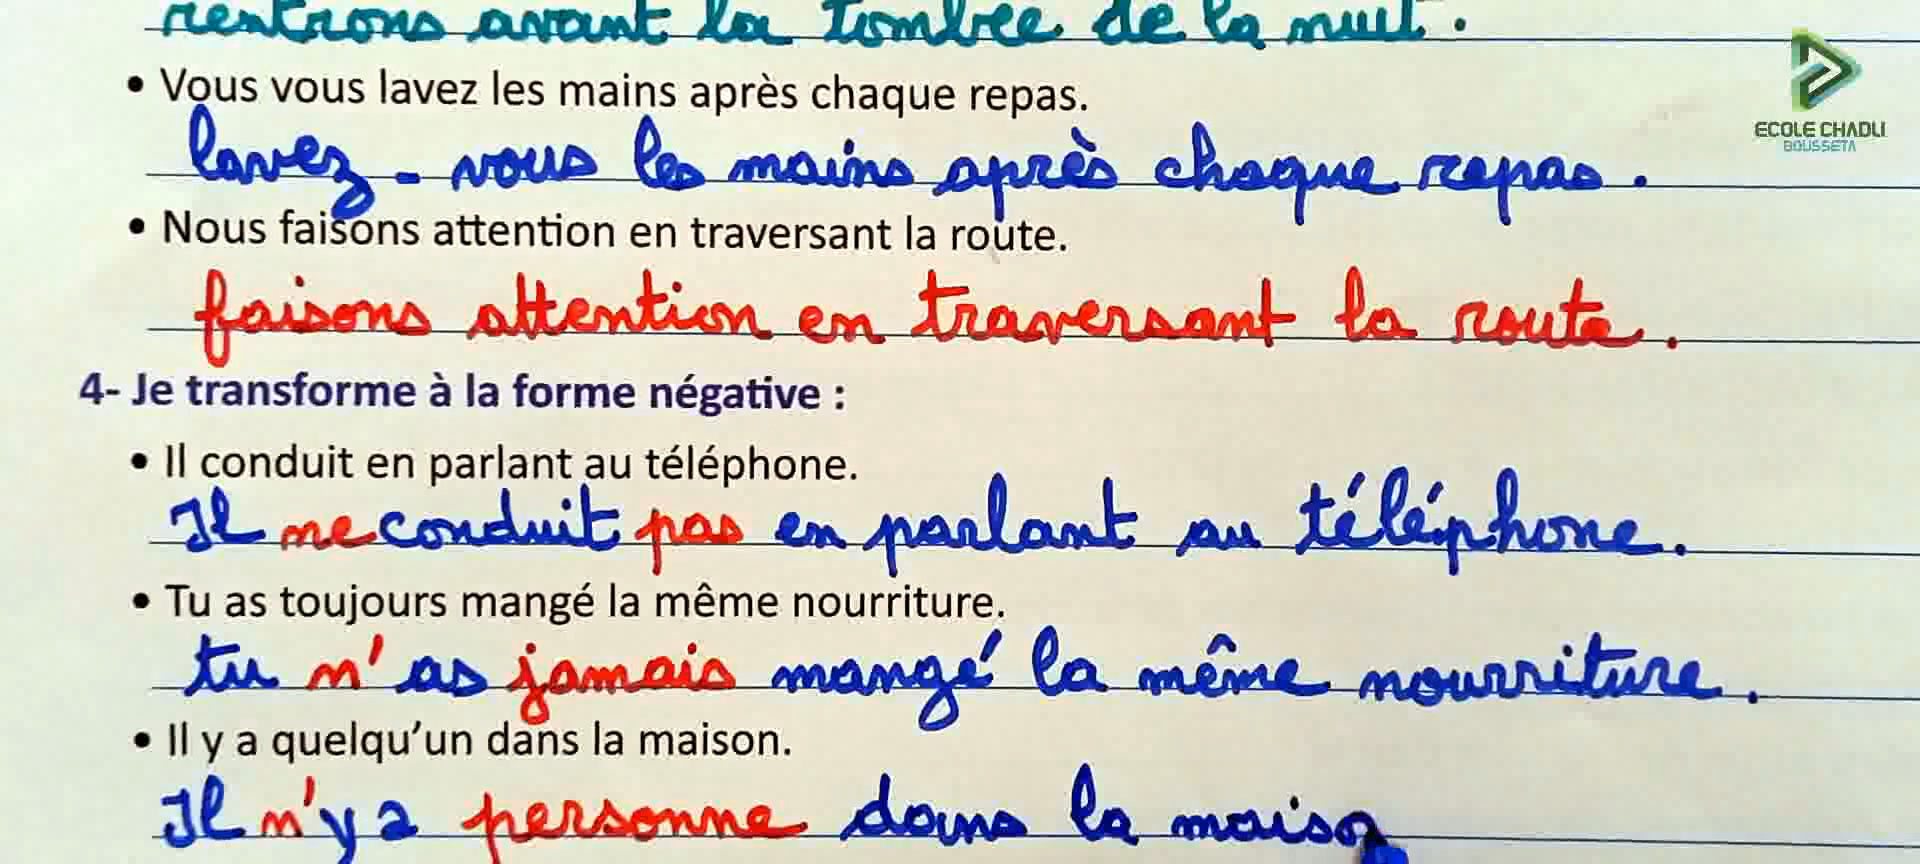 rentrons avant la tombée de la nuit.
• Vous vous lavez les mains après chaque repas.
lavez-vous les mains après chaque repas.
• Nous faisons attention en traversant la route.
faisons attention en traversant la route.
4- Je transforme à la forme négative :
• Il conduit en parlant au téléphone.
Il ne conduit pas en parlant au téléphone.
• Tu as toujours mangé la même nourriture.
tu n'as jamais mangé la même nourriture.
• Il y a quelqu'un dans la maison.
Il n'y a personne dans la maiso
ECOLE CHADLI
BOUSSETA